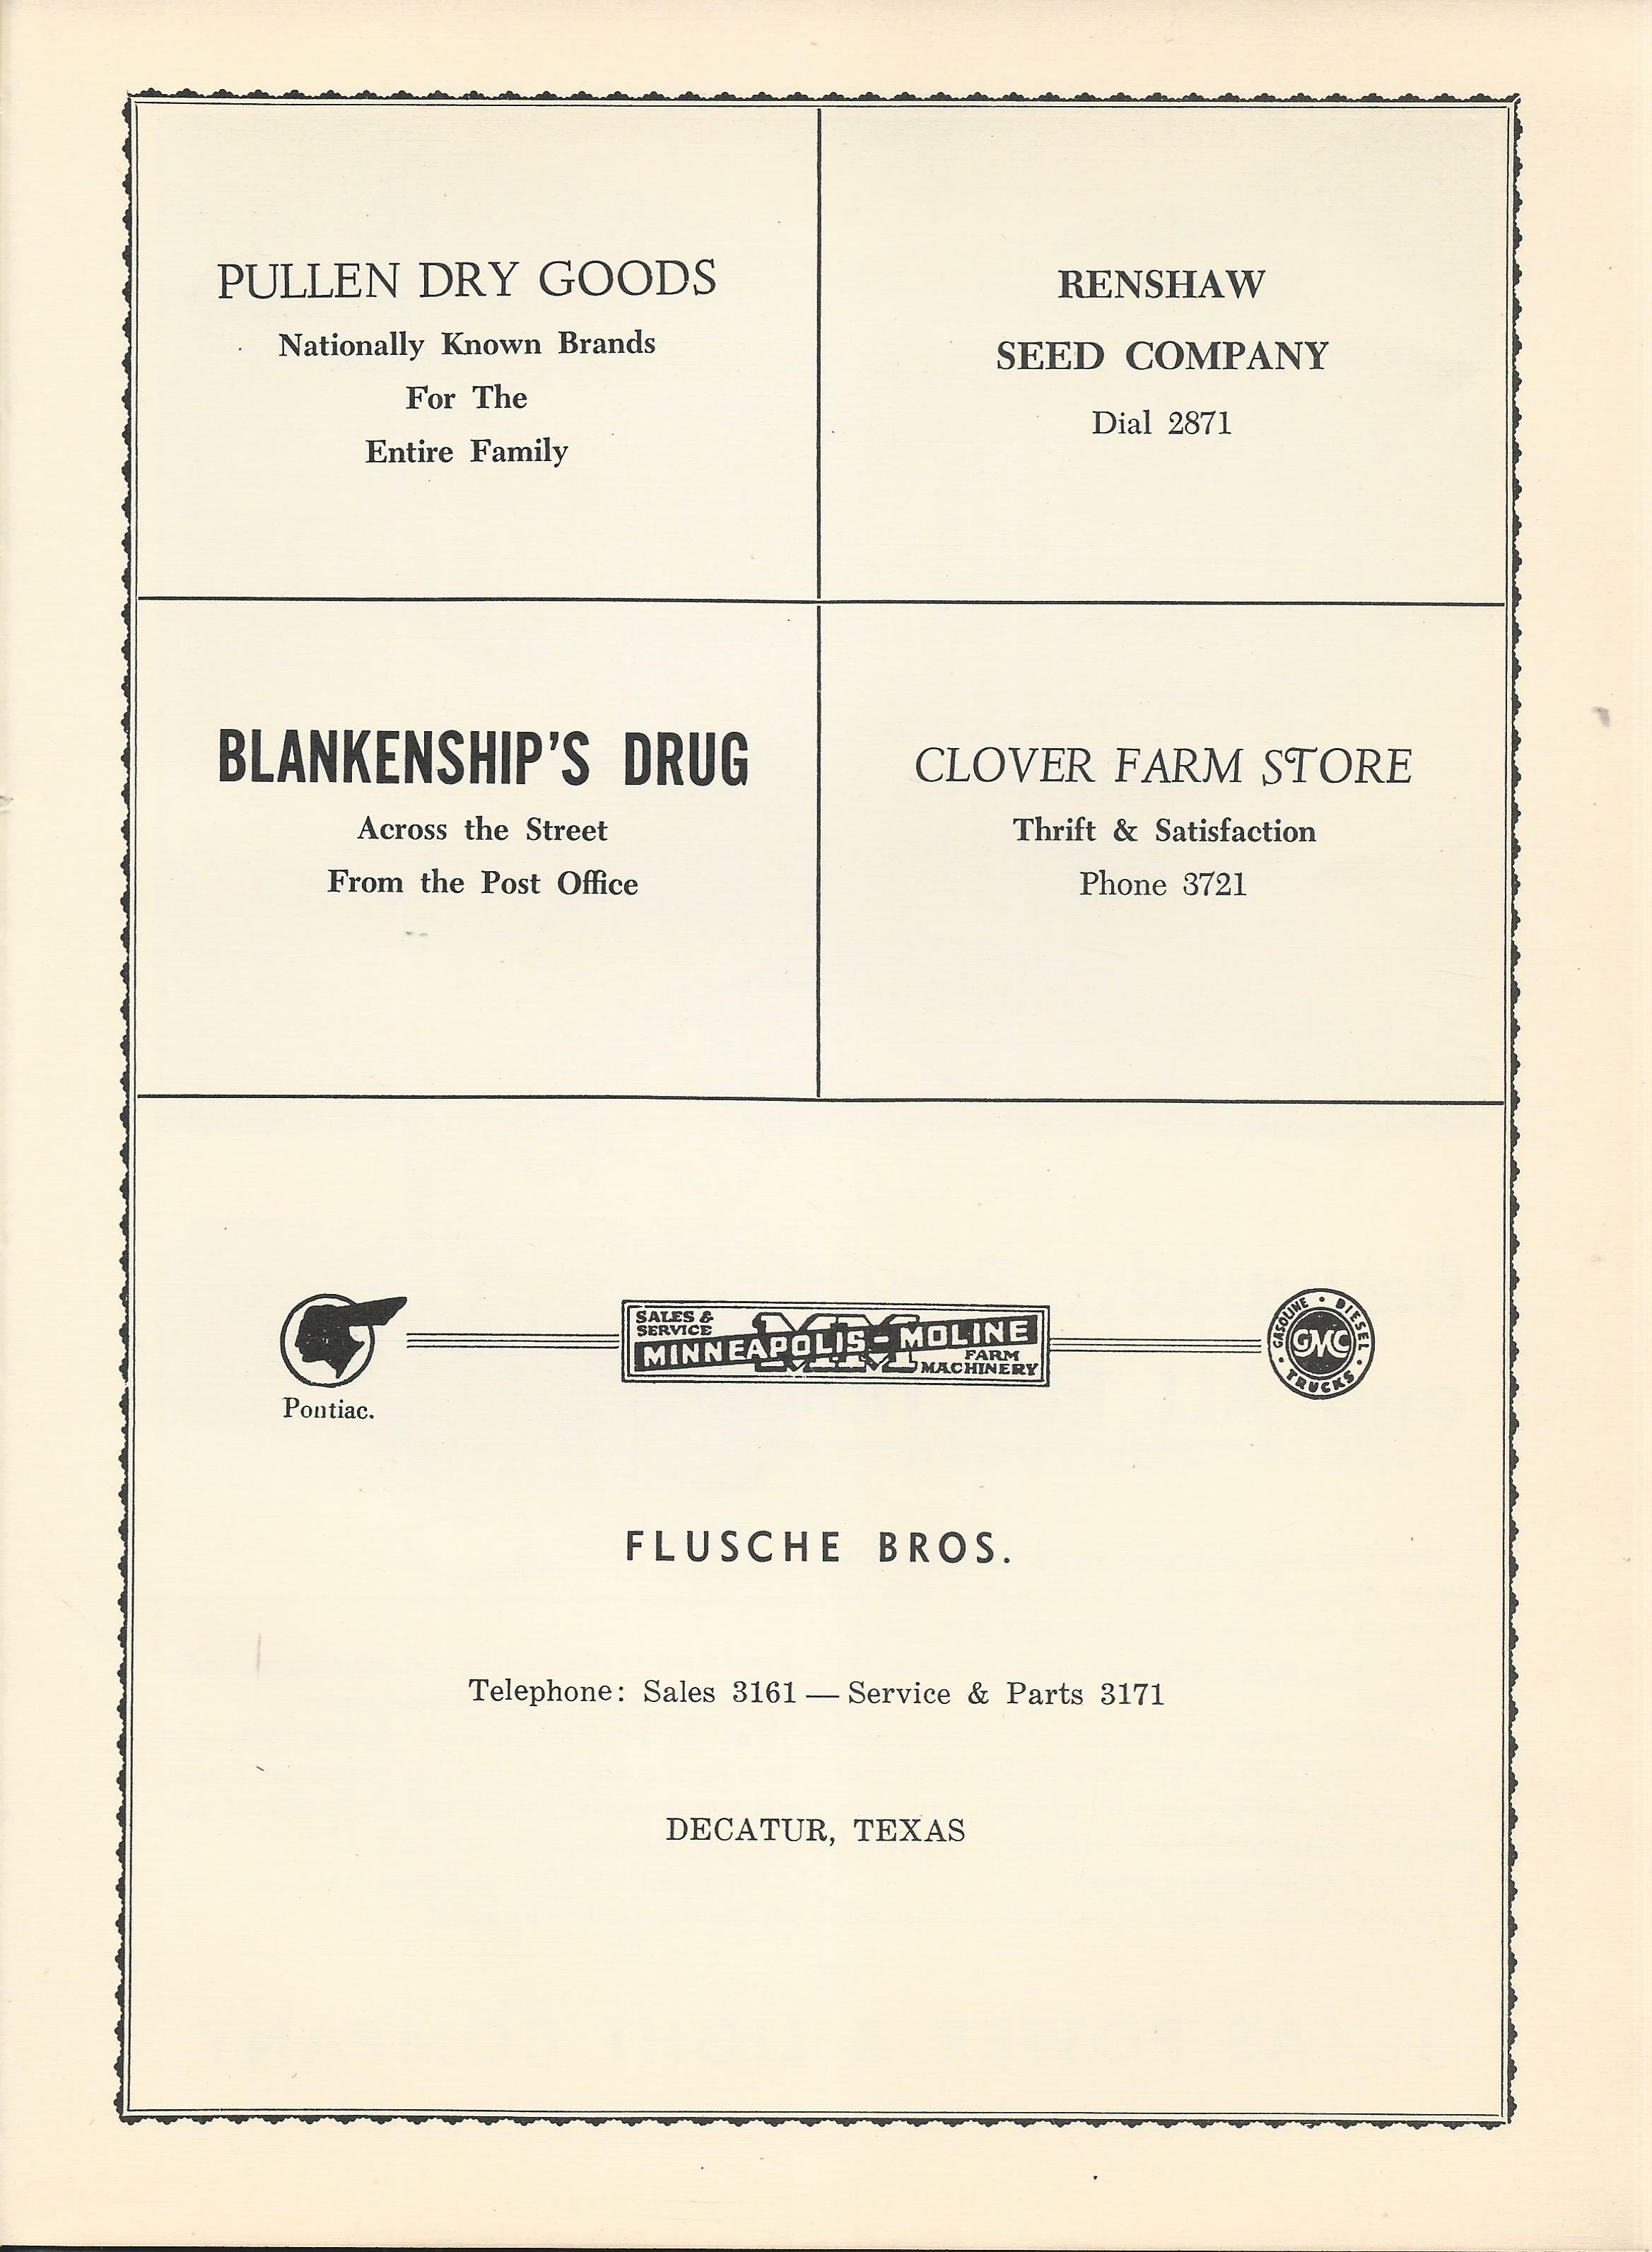 PULLEN DRY GOODS
Nationally Known Brands
For The
Entire Family
RENSHAW
SEED COMPANY
Dial 2871
BLANKENSHIP'S DRUG
Across the Street
From the Post Office
CLOVER FARM STORE
Thrift & Satisfaction
Phone 3721
Pontiac.
SALES &
SERVICE
MM
MINNEAPOLIS-MOLINE
FARM
MACHINERY
GASOLINE • DIESEL
GMC
TRUCKS
FLUSCHE BROS.
Telephone: Sales 3161 — Service & Parts 3171
DECATUR, TEXAS